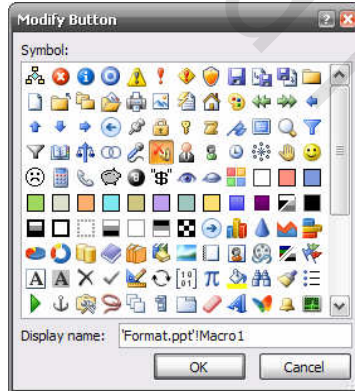 Modify Button
Symbol:
"$"
A A
Display name: 'Format.ppt'!Macro1
OK Cancel